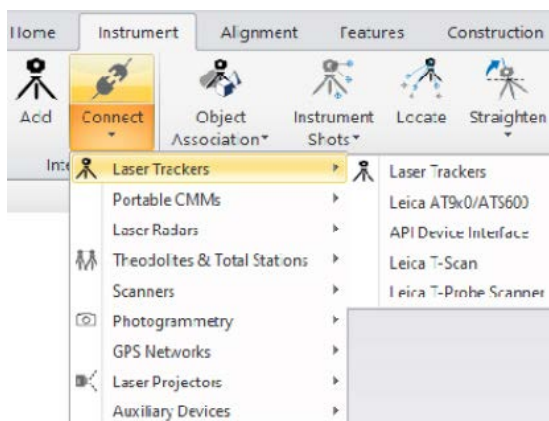 Home Instrument Alignment Features Construction
Add Connect Object Association Instrument Shots Locate Straighten
Inte
Laser Trackers
Portable CMMs
Laser Radars
Theodolites & Total Stations
Scanners
Photogrammetry
GPS Networks
Laser Projectors
Auxiliary Devices
Laser Trackers
Leica AT9x0/ATS600
API Device Interface
Leica T-Scan
Leica T-Probe Scanner